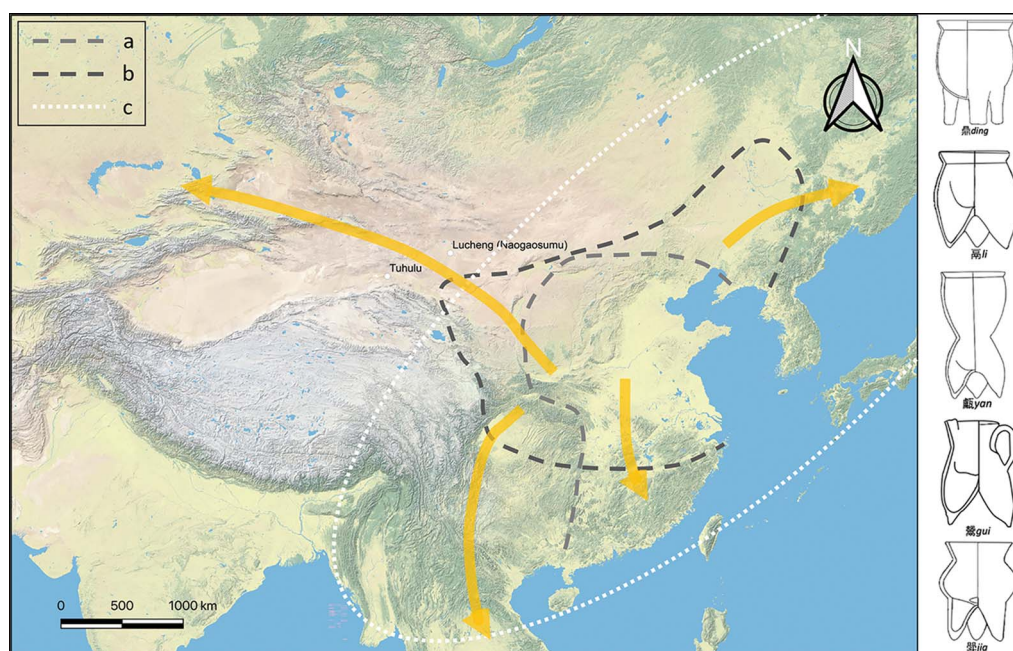 a
b
c
N
Lucheng (Naogaosumu)
Tuhulu
0 500 1000 km
鼎ding
鬲li
甗yan
鬶gui
斝jia